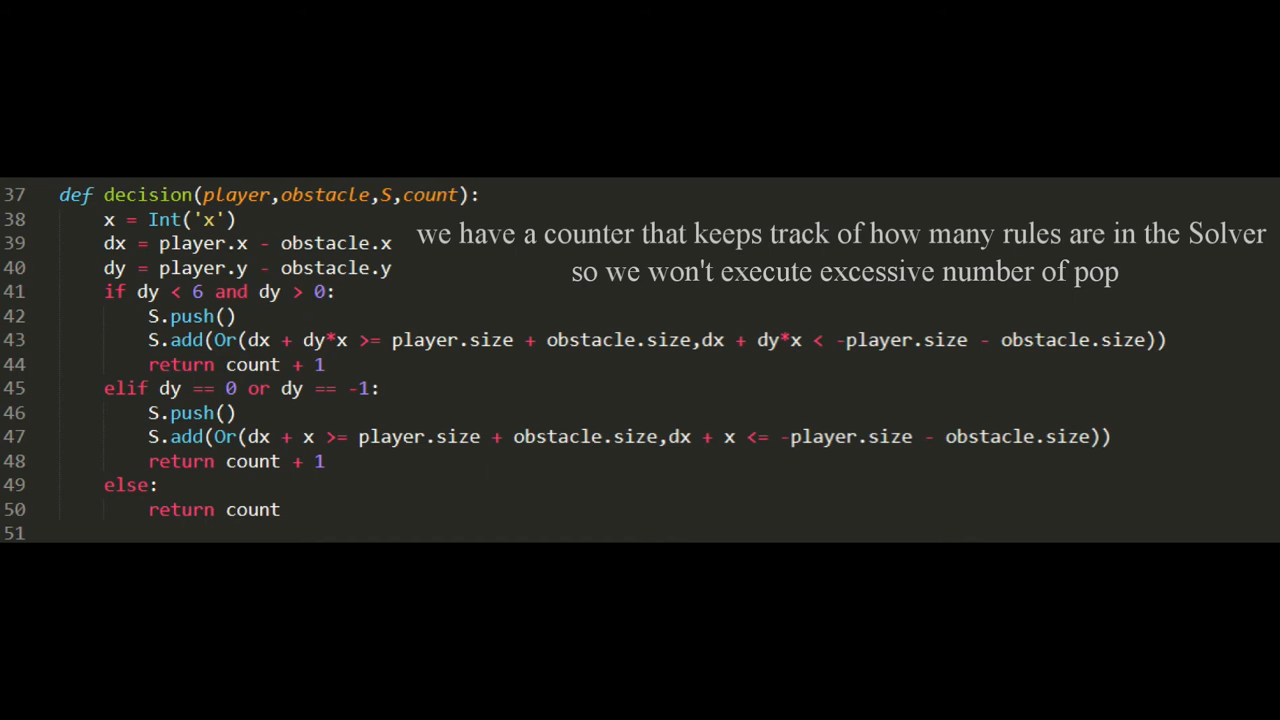 37 def decision(player,obstacle,S,count):
38 x = Int('x')
we have a counter that keeps track of how many rules are in the Solver
39 dx = player.x - obstacle.x
40 dy = player.y - obstacle.y
so we won't execute excessive number of pop
41 if dy < 6 and dy > 0:
42 S.push()
43 S.add(Or(dx + dy*x >= player.size + obstacle.size,dx + dy*x < -player.size - obstacle.size))
44 return count + 1
45 elif dy == 0 or dy == -1:
46 S.push()
47 S.add(Or(dx + x >= player.size + obstacle.size,dx + x <= -player.size - obstacle.size))
48 return count + 1
49 else:
50 return count
51